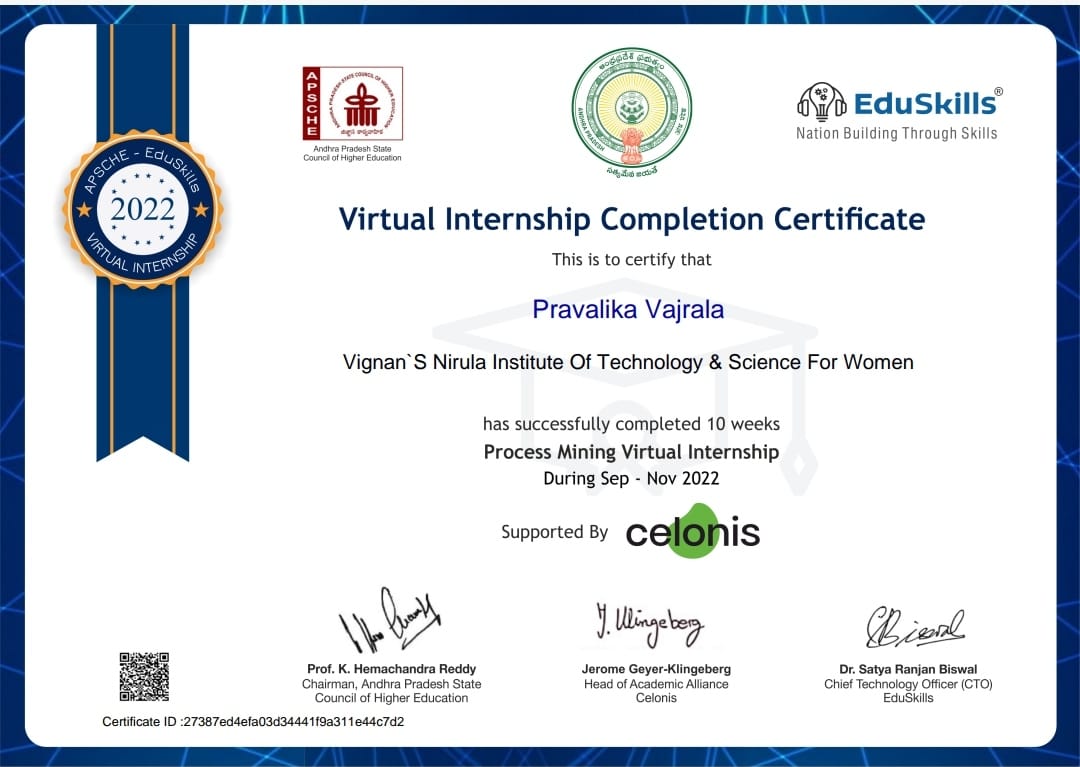 APSCHE - EduSkills
2022
VIRTUAL INTERNSHIP
APSCHE
ANDHRA PRADESH STATE COUNCIL OF HIGHER EDUCATION
Andhra Pradesh State
Council of Higher Education
ఆంధ్రప్రదేశ్ ప్రభుత్వం
ANDHRA PRADESH
సత్యమేవ జయతే
EduSkills®
Nation Building Through Skills
Virtual Internship Completion Certificate
This is to certify that
Pravalika Vajrala
Vignan`S Nirula Institute Of Technology & Science For Women
has successfully completed 10 weeks
Process Mining Virtual Internship
During Sep - Nov 2022
Supported By celonis
J. Klingeberg
Prof. K. Hemachandra Reddy
Chairman, Andhra Pradesh State
Council of Higher Education
Jerome Geyer-Klingeberg
Head of Academic Alliance
Celonis
Dr. Satya Ranjan Biswal
Chief Technology Officer (CTO)
EduSkills
Certificate ID :27387ed4efa03d34441f9a311e44c7d2